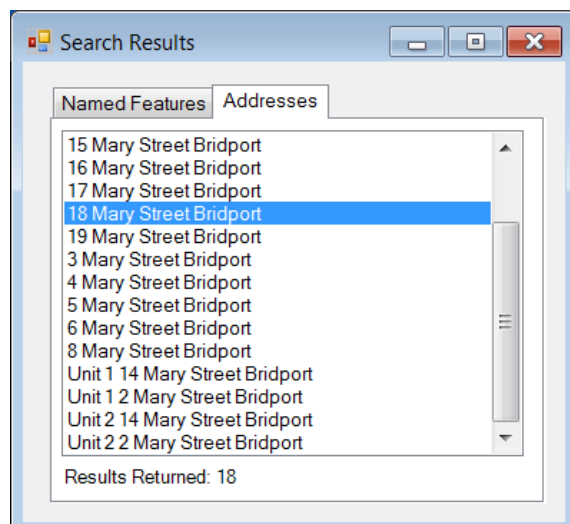 Search Results
Named Features Addresses
15 Mary Street Bridport
16 Mary Street Bridport
17 Mary Street Bridport
18 Mary Street Bridport
19 Mary Street Bridport
3 Mary Street Bridport
4 Mary Street Bridport
5 Mary Street Bridport
6 Mary Street Bridport
8 Mary Street Bridport
Unit 1 14 Mary Street Bridport
Unit 1 2 Mary Street Bridport
Unit 2 14 Mary Street Bridport
Unit 2 2 Mary Street Bridport
Results Returned: 18